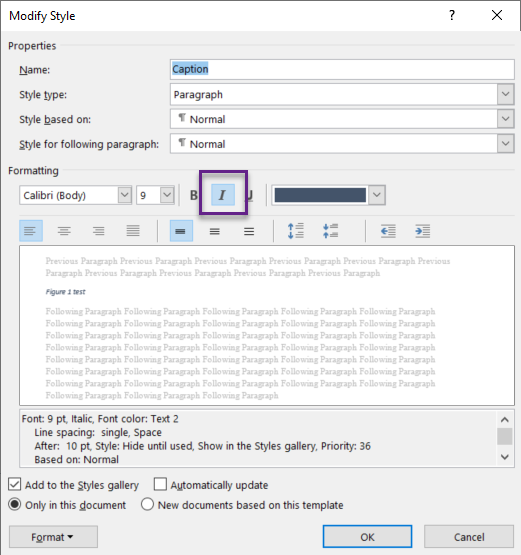 Modify Style ? ×
Properties
Name: Caption
Style type: Paragraph
Style based on: ¶ Normal
Style for following paragraph: ¶ Normal
Formatting
Calibri (Body) 9 B I U
Previous Paragraph Previous Paragraph Previous Paragraph Previous Paragraph Previous
Paragraph Previous Paragraph Previous Paragraph Previous Paragraph Previous Paragraph
Figure 1 test
Following Paragraph Following Paragraph Following Paragraph Following Paragraph Following Paragraph
Following Paragraph Following Paragraph Following Paragraph Following Paragraph Following Paragraph
Following Paragraph Following Paragraph Following Paragraph Following Paragraph Following Paragraph
Following Paragraph Following Paragraph Following Paragraph Following Paragraph Following Paragraph
Following Paragraph Following Paragraph Following Paragraph Following Paragraph Following Paragraph
Following Paragraph Following Paragraph Following Paragraph Following Paragraph Following Paragraph
Following Paragraph Following Paragraph Following Paragraph Following Paragraph Following Paragraph
Following Paragraph Following Paragraph Following Paragraph
Font: 9 pt, Italic, Font color: Text 2
Line spacing: single, Space
After: 10 pt, Style: Hide until used, Show in the Styles gallery, Priority: 36
Based on: Normal
Add to the Styles gallery Automatically update
Only in this document New documents based on this template
Format OK Cancel